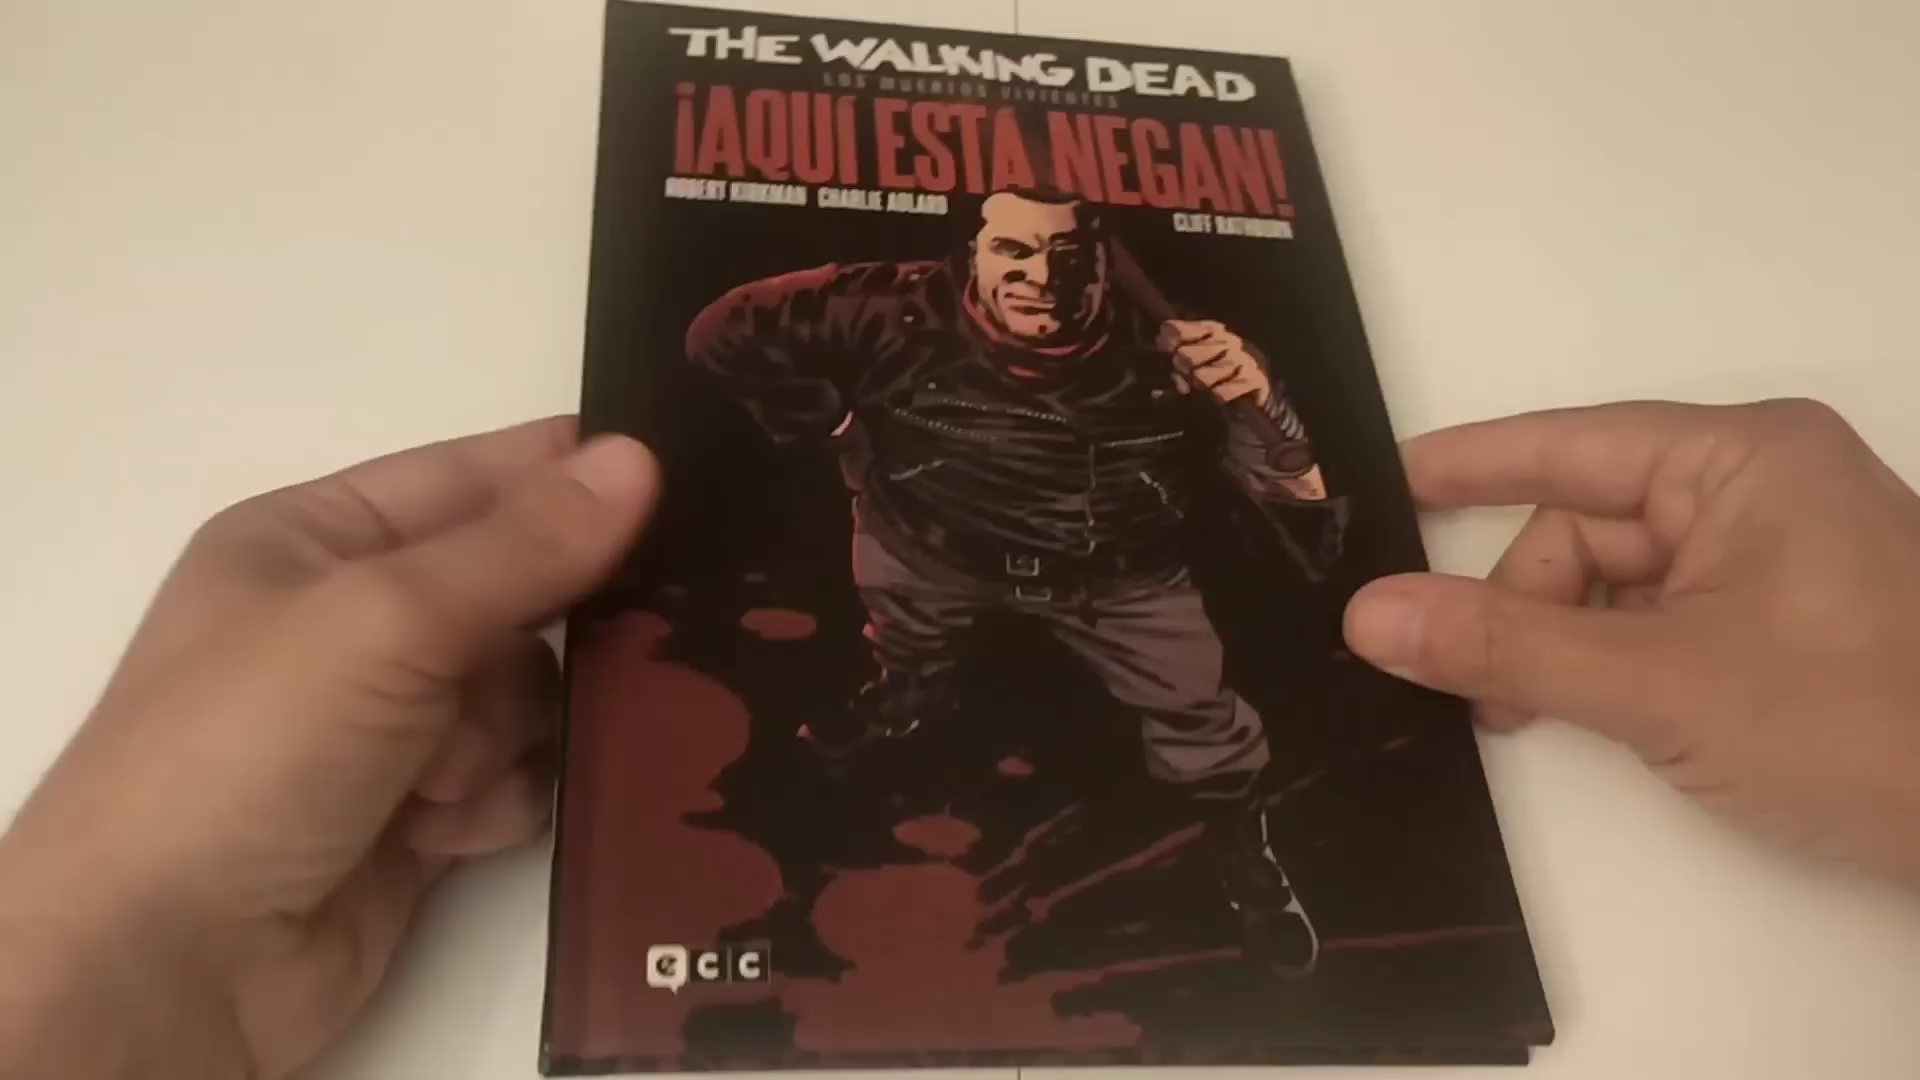 THE WALKING DEAD
LOS MUERTOS VIVIENTES
¡AQUÍ ESTÁ NEGAN!
ROBERT KIRKMAN CHARLIE ADLARD CLIFF RATHBURN
ecc